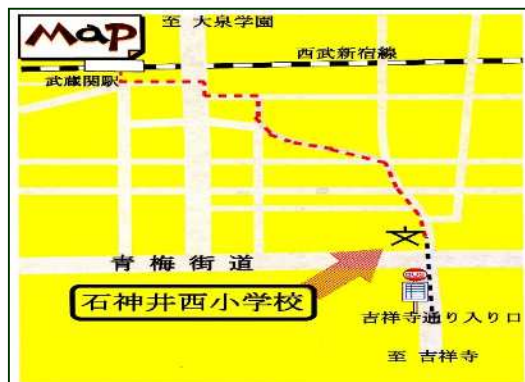 Map
至 大泉学園
西武新宿線
武蔵関駅
文
青梅街道
BUS
石神井西小学校
吉祥寺通り入り口
至 吉祥寺